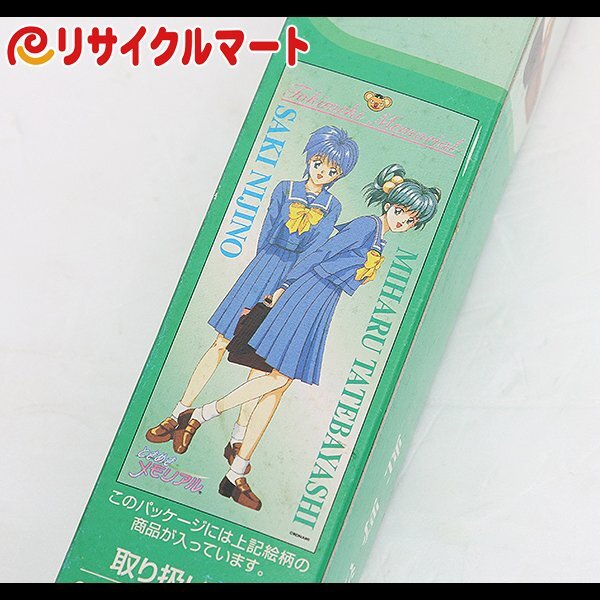 リサイクルマート
Tokimeki Memorial
SAKI NIJINO
MIHARU TATEBAYASHI
ときめき
メモリアル
©KONAMI
このパッケージには上記絵柄の
商品が入っています。
取り扱い